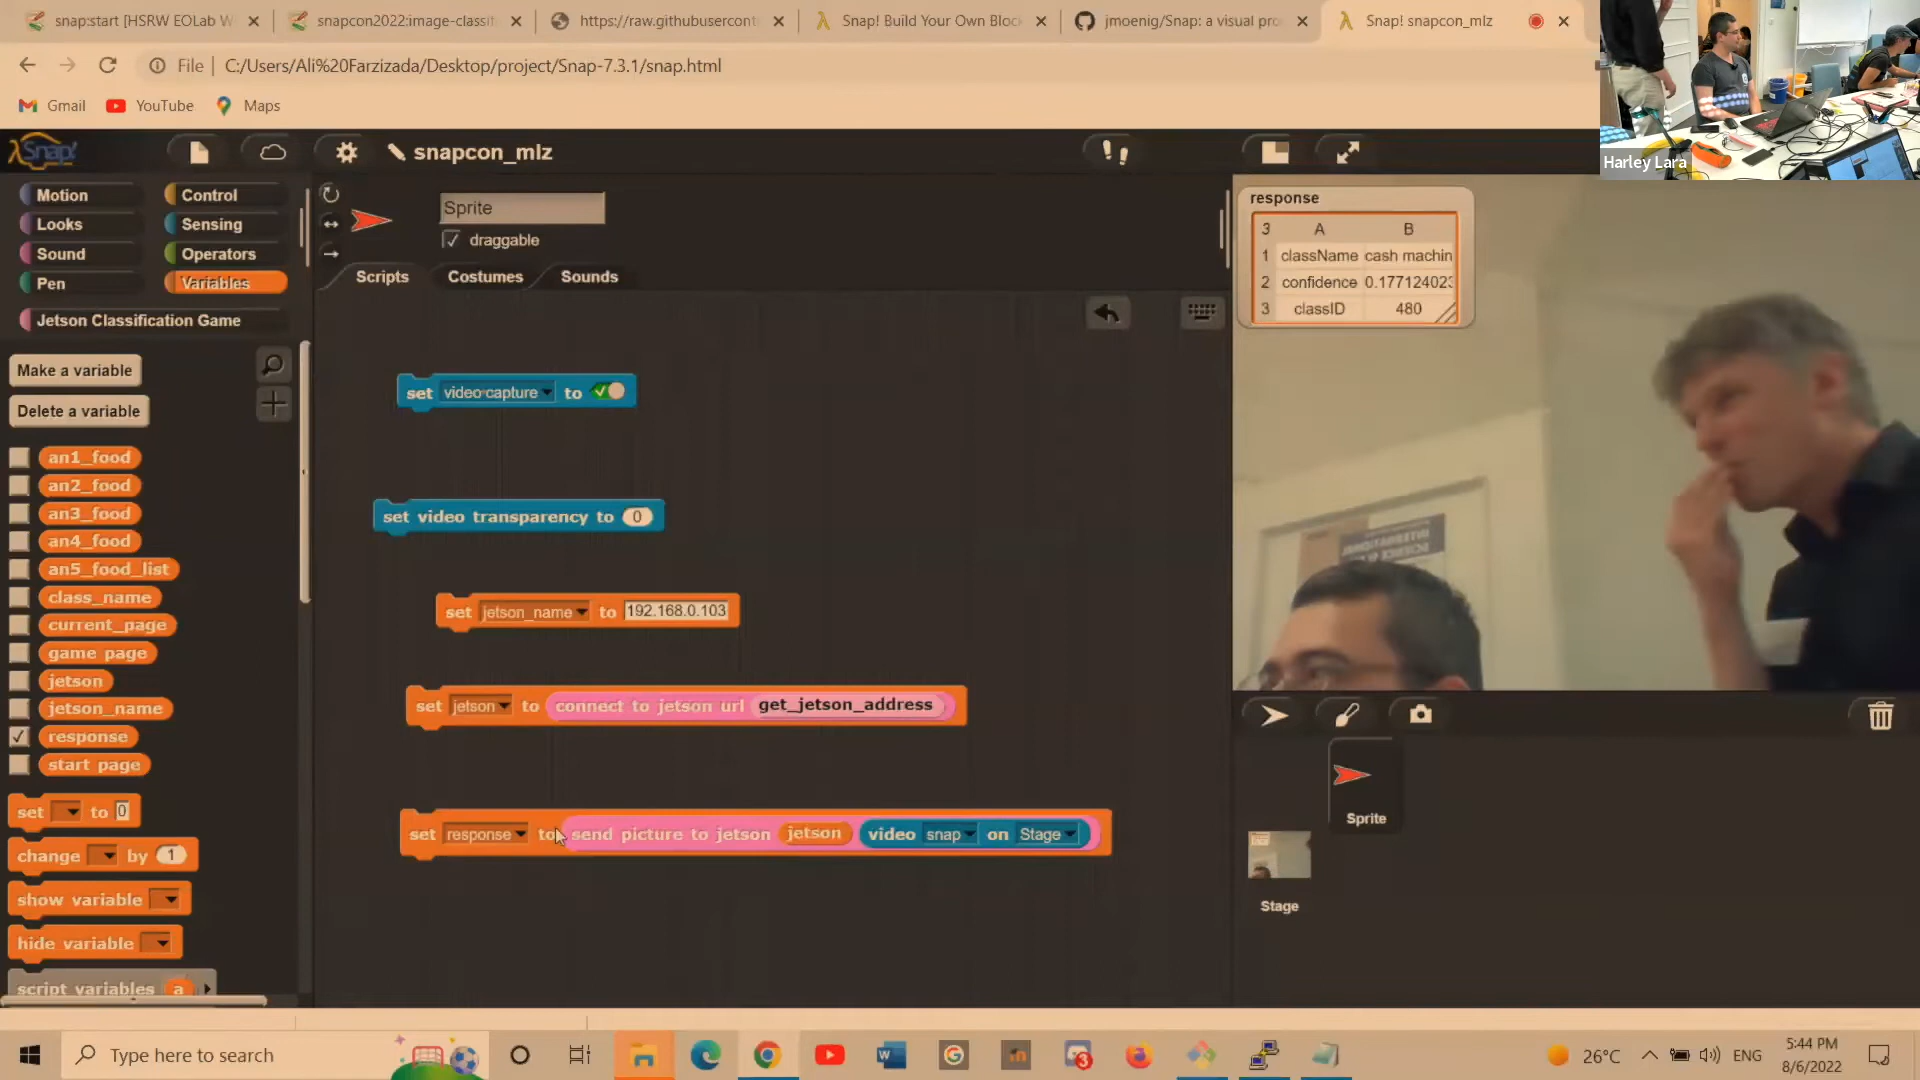 snap:start [HSRW EOLab W
snapcon2022:image-classif
https://raw.githubusercont
Snap! Build Your Own Block
jmoenig/Snap: a visual pro
Snap! snapcon_mlz
File
C:/Users/Ali%20Farzizada/Desktop/project/Snap-7.3.1/snap.html
Gmail
YouTube
Maps
Harley Lara
Snap!
snapcon_mlz
Motion
Control
Looks
Sensing
Sound
Operators
Pen
Variables
Jetson Classification Game
Make a variable
Delete a variable
an1_food
an2_food
an3_food
an4_food
an5_food_list
class_name
current_page
game page
jetson
jetson_name
response
start page
set to 0
change by 1
show variable
hide variable
script variables a
Sprite
draggable
Scripts
Costumes
Sounds
set video capture to
set video transparency to 0
set jetson_name to 192.168.0.103
set jetson to connect to jetson url get_jetson_address
set response to send picture to jetson jetson video snap on Stage
response
3 A B
1 className cash machin
2 confidence 0.177124023
3 classID 480
INTERNATIONAL
Sprite
Stage
Type here to search
3
26°C
ENG
5:44 PM
8/6/2022